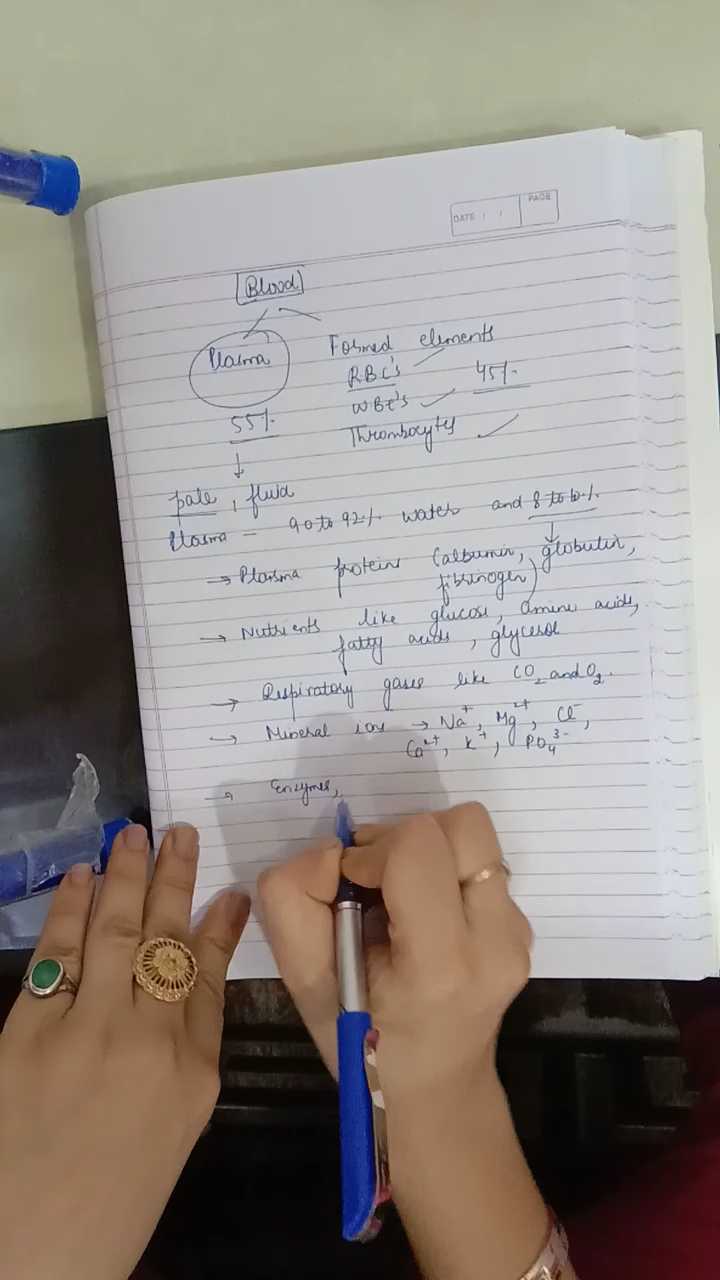 DATE / /
PAGE
Blood
Plasma
Formed elements
RBC's
45%
WBC's
55%
Thrombocytes
pale, fluid
Plasma - 90 to 92% water and 8 to 10%
→ Plasma proteins (albumin, globulin,
fibrinogen)
→ Nutrients like glucose, amino acids,
fatty acids, glycerol
→ Respiratory gases like CO₂ and O₂.
→ Mineral ions → Na⁺, Mg²⁺, Cl⁻,
Ca²⁺, K⁺, PO₄³⁻
→ Enzymes,